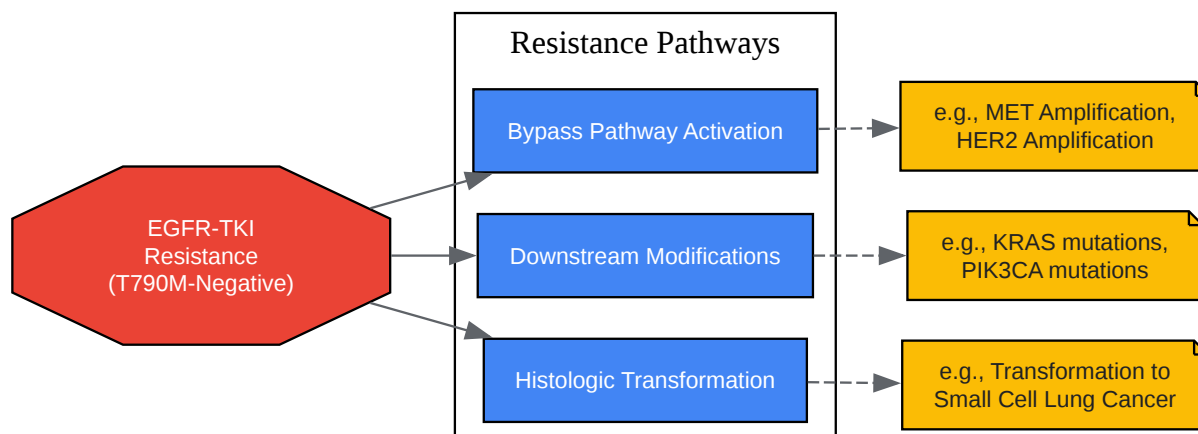 Resistance Pathways
EGFR-TKI
Resistance
(T790M-Negative)
Bypass Pathway Activation
e.g., MET Amplification,
HER2 Amplification
Downstream Modifications
e.g., KRAS mutations,
PIK3CA mutations
Histologic Transformation
e.g., Transformation to
Small Cell Lung Cancer